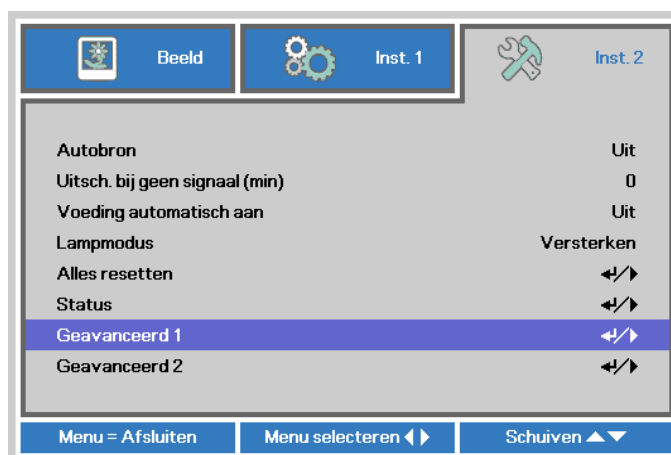 Beeld Inst. 1 Inst. 2
Autobron Uit
Uitsch. bij geen signaal (min) 0
Voeding automatisch aan Uit
Lampmodus Versterken
Alles resetten ↵/▶
Status ↵/▶
Geavanceerd 1 ↵/▶
Geavanceerd 2 ↵/▶
Menu = Afsluiten Menu selecteren ◀▶ Schuiven ▲▼